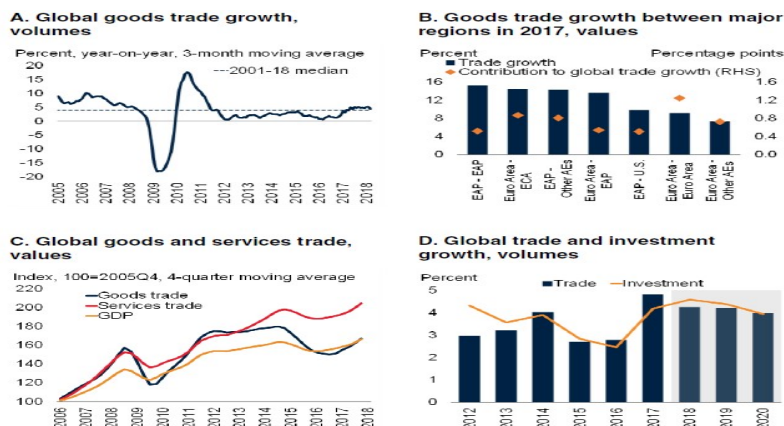 A. Global goods trade growth,
volumes
Percent, year-on-year, 3-month moving average
---2001-18 median
20
15
10
5
0
-5
-10
-15
-20
2005
2006
2007
2008
2009
2010
2011
2012
2013
2014
2015
2016
2017
2018
B. Goods trade growth between major
regions in 2017, values
Percent
Percentage points
Trade growth
Contribution to global trade growth (RHS)
16
12
8
4
0
1.6
1.2
0.8
0.4
0.0
EAP - EAP
Euro Area -
ECA
EAP -
Other AEs
Euro Area -
EAP
EAP - U.S.
Euro Area -
Euro Area
Euro Area -
Other AEs
C. Global goods and services trade,
values
Index, 100=2005Q4, 4-quarter moving average
Goods trade
Services trade
GDP
220
200
180
160
140
120
100
2006
2007
2008
2009
2010
2011
2012
2013
2014
2015
2016
2017
2018
D. Global trade and investment
growth, volumes
Percent
Trade
Investment
5
4
3
2
1
0
2012
2013
2014
2015
2016
2017
2018
2019
2020